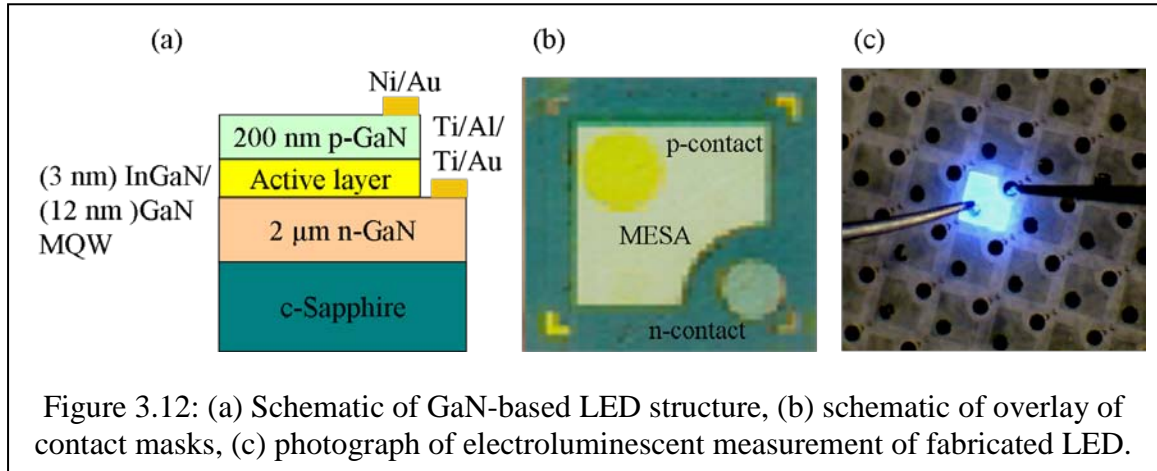 (a)
(b)
(c)
Ni/Au
200 nm p-GaN
Ti/Al/
Ti/Au
(3 nm) InGaN/
(12 nm )GaN
MQW
Active layer
2 μm n-GaN
c-Sapphire
p-contact
MESA
n-contact
Figure 3.12: (a) Schematic of GaN-based LED structure, (b) schematic of overlay of
contact masks, (c) photograph of electroluminescent measurement of fabricated LED.